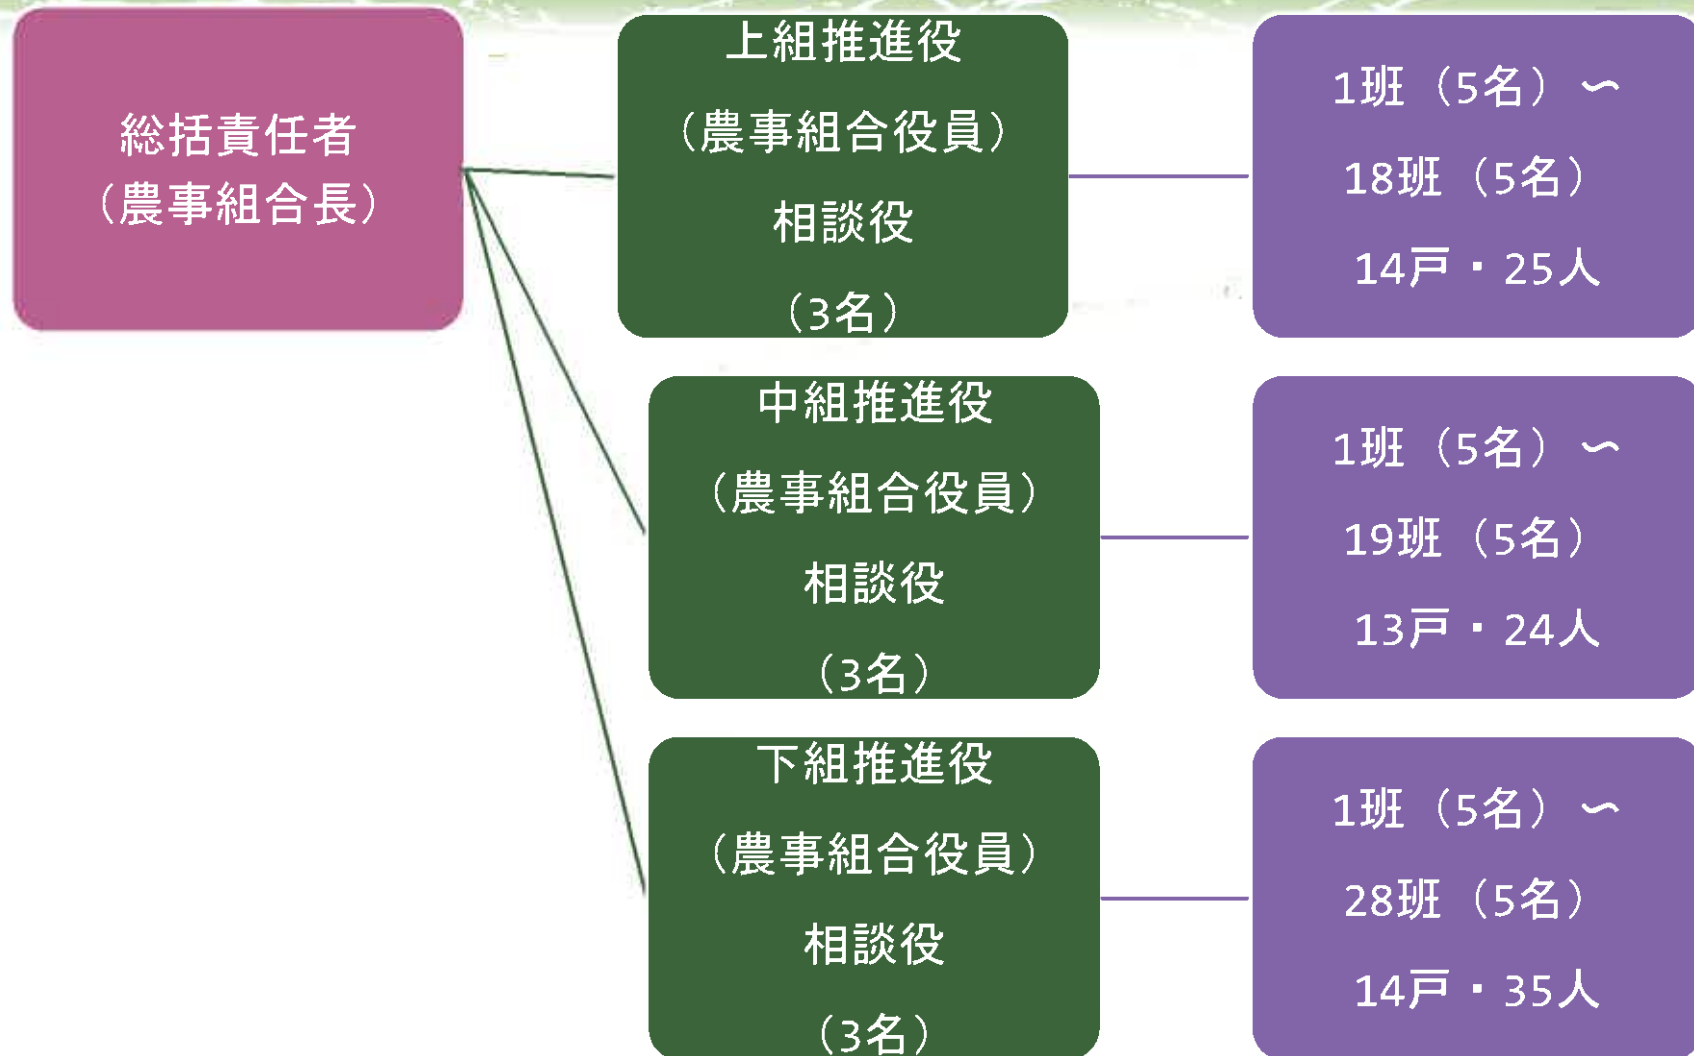 総括責任者
（農事組合長）
上組推進役
（農事組合役員）
相談役
（3名）
1班（5名）～
18班（5名）
14戸・25人
中組推進役
（農事組合役員）
相談役
（3名）
1班（5名）～
19班（5名）
13戸・24人
下組推進役
（農事組合役員）
相談役
（3名）
1班（5名）～
28班（5名）
14戸・35人